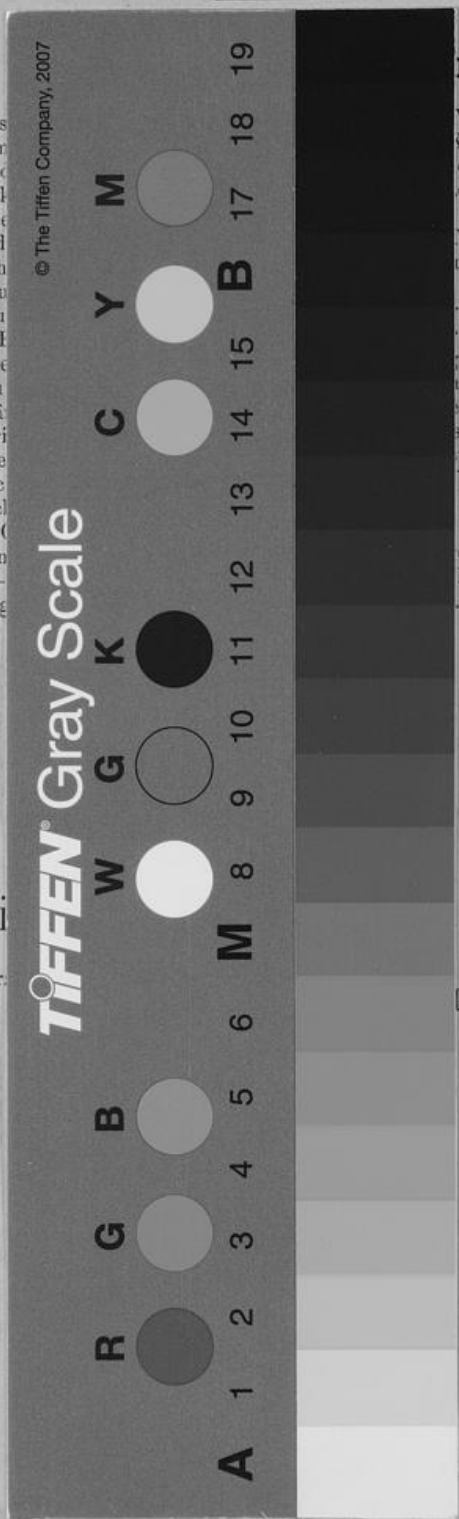 © The Tiffen Company, 2007
TIFFEN® Gray Scale
R G B W G K C Y M
A 1 2 3 4 5 6 M 8 9 10 11 12 13 14 15 B 17 18 19